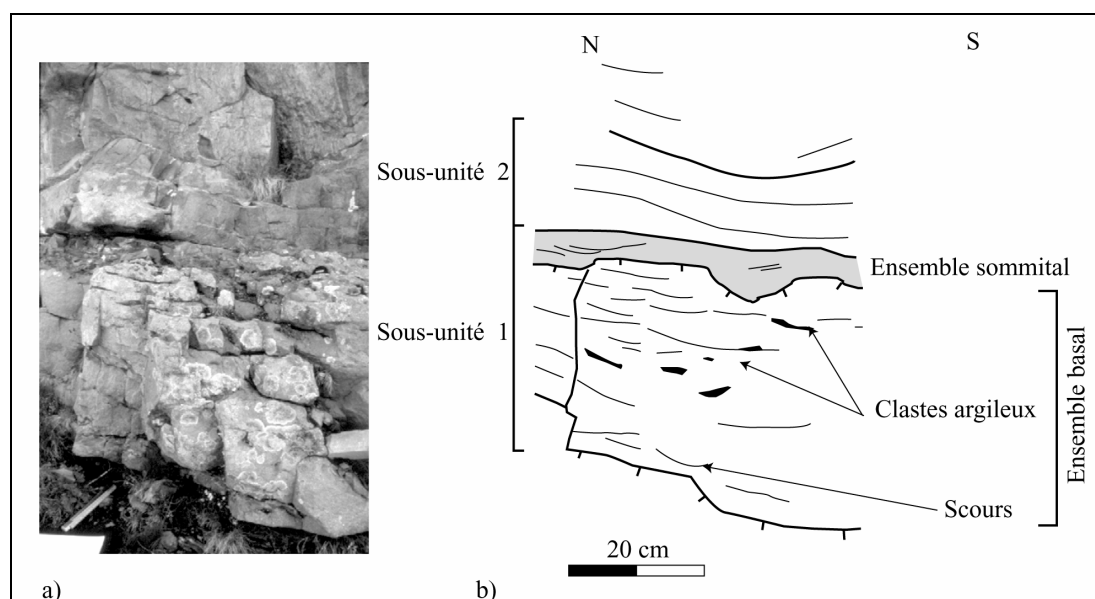 N
S
Sous-unité 2
Ensemble sommital
Sous-unité 1
Clastes argileux
Ensemble basal
Scours
20 cm
a)
b)